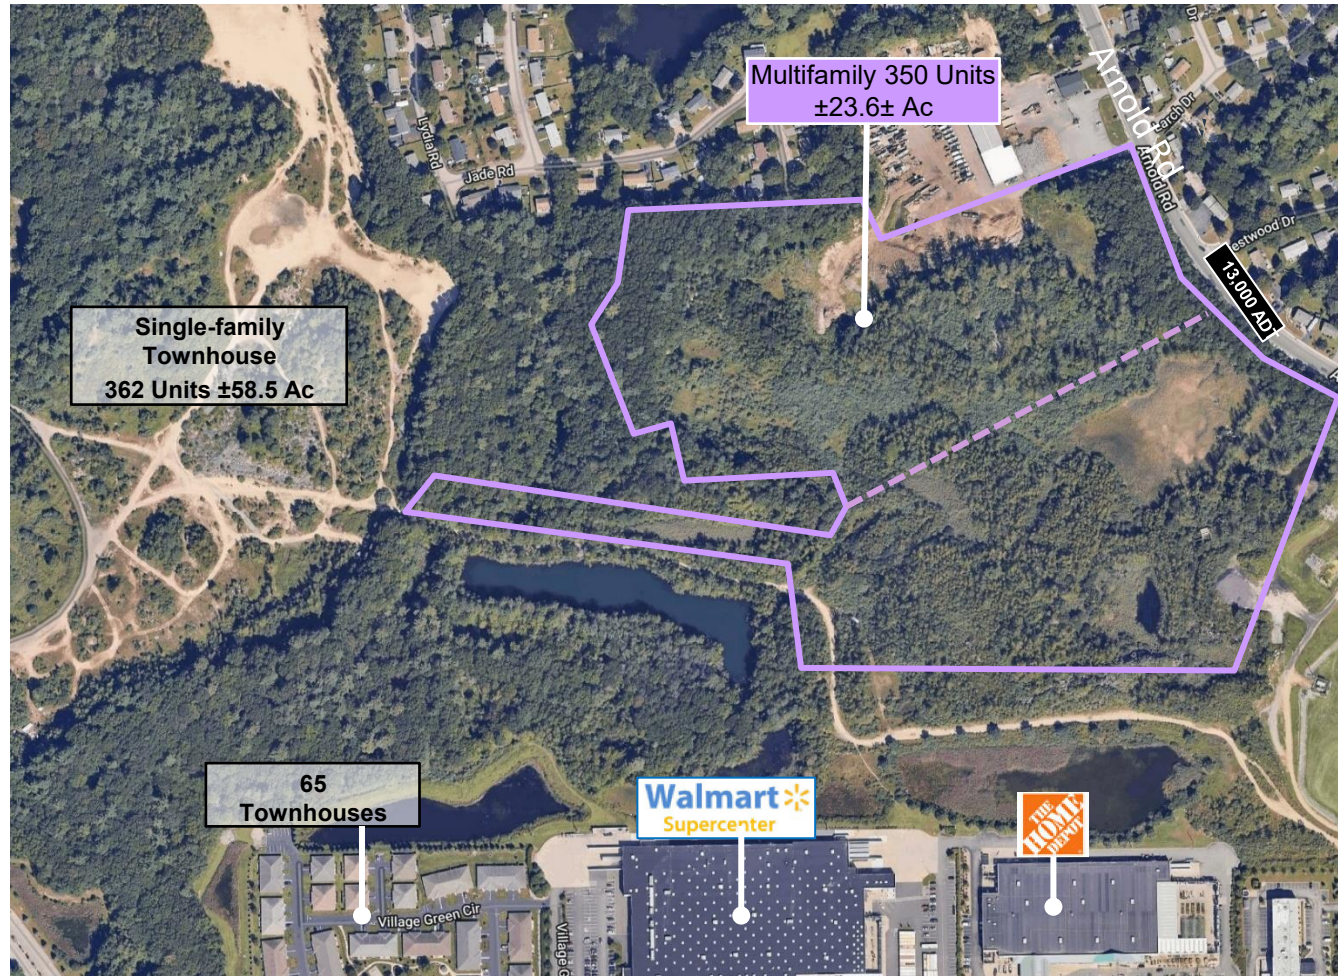 Dr
Arnold Rd
Multifamily 350 Units
±23.6± Ac
Larch Dr
Lydia Rd
Jade Rd
Arnold Rd
estwood Dr
13,000 ADT
Single-family
Townhouse
362 Units ±58.5 Ac
65
Townhouses
Walmart
Supercenter
THE
HOME
DEPOT
Village Green Cir
Village G